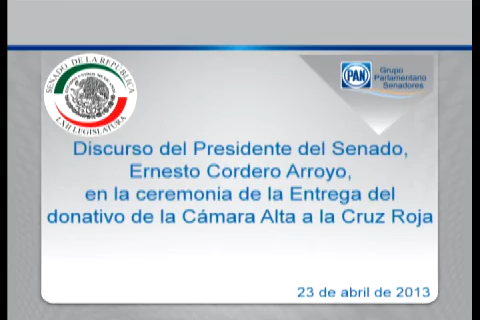 SENADO DE LA REPUBLICA
LXII LEGISLATURA
PAN
Grupo
Parlamentario
Senadores
Discurso del Presidente del Senado,
Ernesto Cordero Arroyo,
en la ceremonia de la Entrega del
donativo de la Cámara Alta a la Cruz Roja
23 de abril de 2013